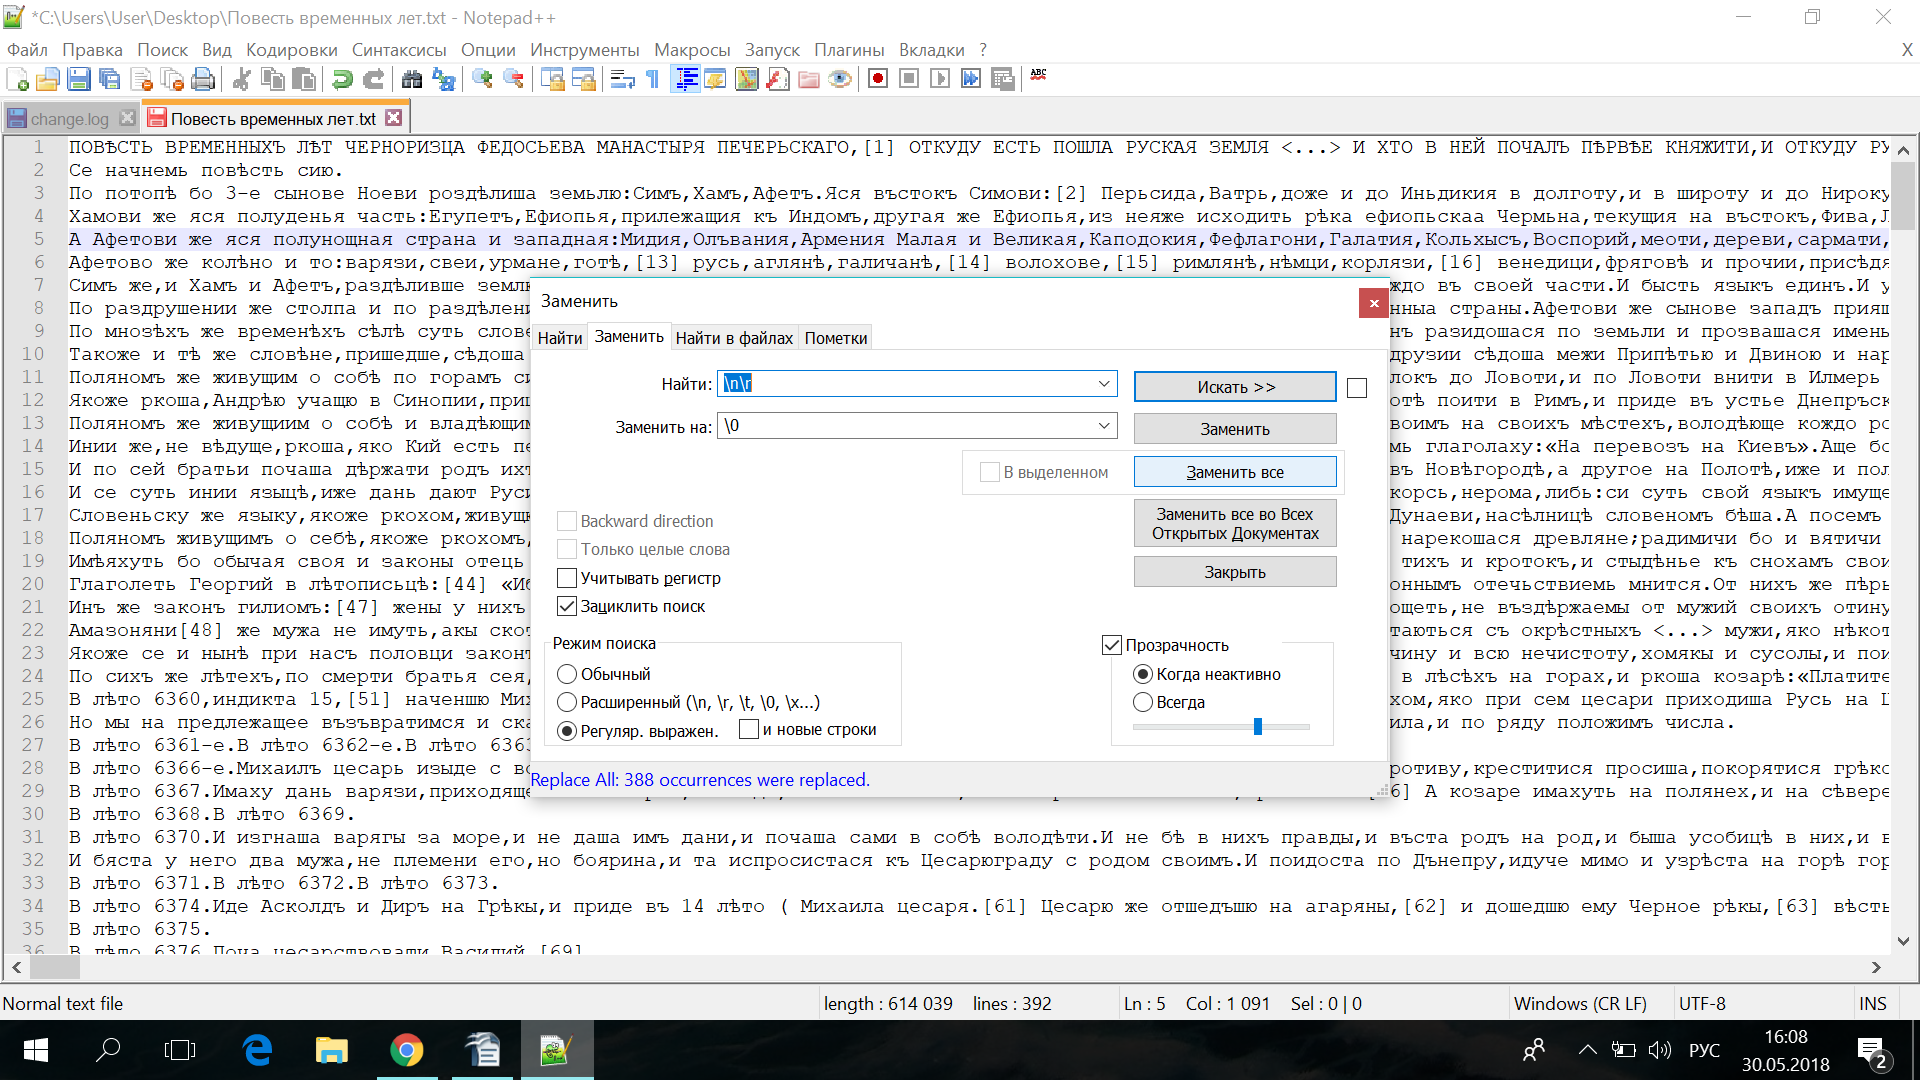 *C:\Users\User\Desktop\Повесть временных лет.txt - Notepad++
Файл Правка Поиск Вид Кодировки Синтаксисы Опции Инструменты Макросы Запуск Плагины Вкладки ? X
ABC
change.log Повесть временных лет.txt
1 ПОВѢСТЬ ВРЕМЕННЫХЪ ЛѢТ ЧЕРНОРИЗЦА ФЕДОСЬЕВА МАНАСТЫРЯ ПЕЧЕРЬСКАГО,[1] ОТКУДУ ЕСТЬ ПОШЛА РУСКАЯ ЗЕМЛЯ <...> И ХТО В НЕЙ ПОЧАЛЪ ПѢРВѢЕ КНЯЖИТИ,И ОТКУДУ РУ
2 Се начнемь повѣсть сию.
3 По потопѣ бо 3-е сынове Ноеви роздѣлиша земьлю:Симъ,Хамъ,Афетъ.Яся въстокъ Симови:[2] Перьсида,Ватрь,доже и до Иньдикия в долготу,и в широту и до Нироку
4 Хамови же яся полуденья часть:Егупетъ,Ефиопья,прилежащия къ Индомъ,другая же Ефиопья,из неяже исходить рѣка ефиопьскаа Чермьна,текущия на въстокъ,Фива,Л
5 А Афетови же яся полунощная страна и западная:Мидия,Олъвания,Армения Малая и Великая,Каподокия,Фефлагони,Галатия,Кольхысъ,Воспорий,меоти,дереви,сармати,
6 Афетово же колѣно и то:варязи,свеи,урмане,готѣ,[13] русь,аглянѣ,галичанѣ,[14] волохове,[15] римлянѣ,нѣмци,корлязи,[16] венедици,фряговѣ и прочии,присѣдя
7 Симъ же,и Хамъ и Афетъ,раздѣливше землю ждо въ своей части.И бысть языкъ единъ.И у
8 По раздрушении же столпа и по раздѣлени нныа страны.Афетови же сынове западъ прияш
9 По мнозѣхъ же временѣхъ сѣлѣ суть слове нъ разидошася по земьли и прозвашася имень
10 Такоже и тѣ же словѣне,пришедше,сѣдоша друзии сѣдоша межи Припѣтью и Двиною и нар
11 Поляномъ же живущим о собѣ по горамъ си локъ до Ловоти,и по Ловоти внити в Илмерь
12 Якоже ркоша,Андрѣю учащю в Синопии,приш отѣ поити в Римъ,и приде въ устье Днепрьск
13 Поляномъ же живущиим о собѣ и владѣющим воимъ на своихъ мѣстехъ,володѣюще кождо ро
14 Инии же,не вѣдуще,ркоша,яко Кий есть пе мь глаголаху:«На перевозъ на Киевъ».Аще бо
15 И по сей братьи почаша дѣржати родъ ихъ въ Новѣгородѣ,а другое на Полотѣ,иже и пол
16 И се суть инии языцѣ,иже дань дают Руси корсь,нерома,либь:си суть свой языкъ имуще
17 Словеньску же языку,якоже ркохом,живущю Дунаеви,насѣлницѣ словеном бѣша.А посемъ
18 Поляномъ живущимъ о себѣ,якоже ркохомъ, нарекошася древляне;радимичи бо и вятичи
19 Имѣяхуть бо обычая своя и законы отець тихъ и кротокъ,и стыдѣнье къ снохамъ свои
20 Глаголеть Георгий в лѣтописьцѣ:[44] «Иб оннымъ отечьствиемь мнится.От нихъ же пѣрь
21 Инъ же законъ гилиомъ:[47] жены у нихъ ощеть,не въздѣржаемы от мужий своихъ отину
22 Амазоняни[48] же мужа не имуть,акы скот таються съ окрѣстныхъ <...> мужи,яко нѣкот
23 Якоже се и нынѣ при насъ половци законъ чину и всю нечистоту,хомякы и сусолы,и пои
24 По сихъ же лѣтехъ,по смерти братья сея, в лѣсѣхъ на горах,и ркоша козарѣ:«Платите
25 В лѣто 6360,индикта 15,[51] наченшю Мих хом,яко при сем цесари приходиша Русь на Ц
26 Но мы на предлежащее възъвратимся и ска ила,и по ряду положимъ числа.
27 В лѣто 6361-е.В лѣто 6362-е.В лѣто 6363
28 В лѣто 6366-е.Михаилъ цесарь изыде с во ротиву,креститися просиша,покорятися грѣко
29 В лѣто 6367.Имаху дань варязи,приходяще 6] А козаре имахуть на полянех,и на сѣвере
30 В лѣто 6368.В лѣто 6369.
31 В лѣто 6370.И изгнаша варягы за море,и не даша имъ дани,и почаша сами в собѣ володѣти.И не бѣ в нихъ правды,и въста родъ на род,и быша усобицѣ в них,и в
32 И бяста у него два мужа,не племени его,но боярина,и та испросистася къ Цесарюграду с родом своимъ.И поидоста по Дънепру,идуче мимо и узрѣста на горѣ гор
33 В лѣто 6371.В лѣто 6372.В лѣто 6373.
34 В лѣто 6374.Иде Асколдъ и Диръ на Грѣкы,и приде въ 14 лѣто ( Михаила цесаря.[61] Цесарю же отшедъшю на агаряны,[62] и дошедшю ему Черное рѣкы,[63] вѣсть
35 В лѣто 6375.
36 В лѣто 6376.Поча цесарствовати Василий.[69]
Заменить
Найти Заменить Найти в файлах Пометки
Найти: \n\r Искать >>
Заменить на: \0 Заменить
В выделенном Заменить все
Заменить все во Всех
Открытых Документах
Закрыть
Backward direction
Только целые слова
Учитывать регистр
Зациклить поиск
Режим поиска
Обычный
Расширенный (\n, \r, \t, \0, \x...)
Регуляр. выражен. и новые строки
Прозрачность
Когда неактивно
Всегда
Replace All: 388 occurrences were replaced.
Normal text file length : 614 039 lines : 392 Ln : 5 Col : 1 091 Sel : 0 | 0 Windows (CR LF) UTF-8 INS
РУС 16:08
30.05.2018
2